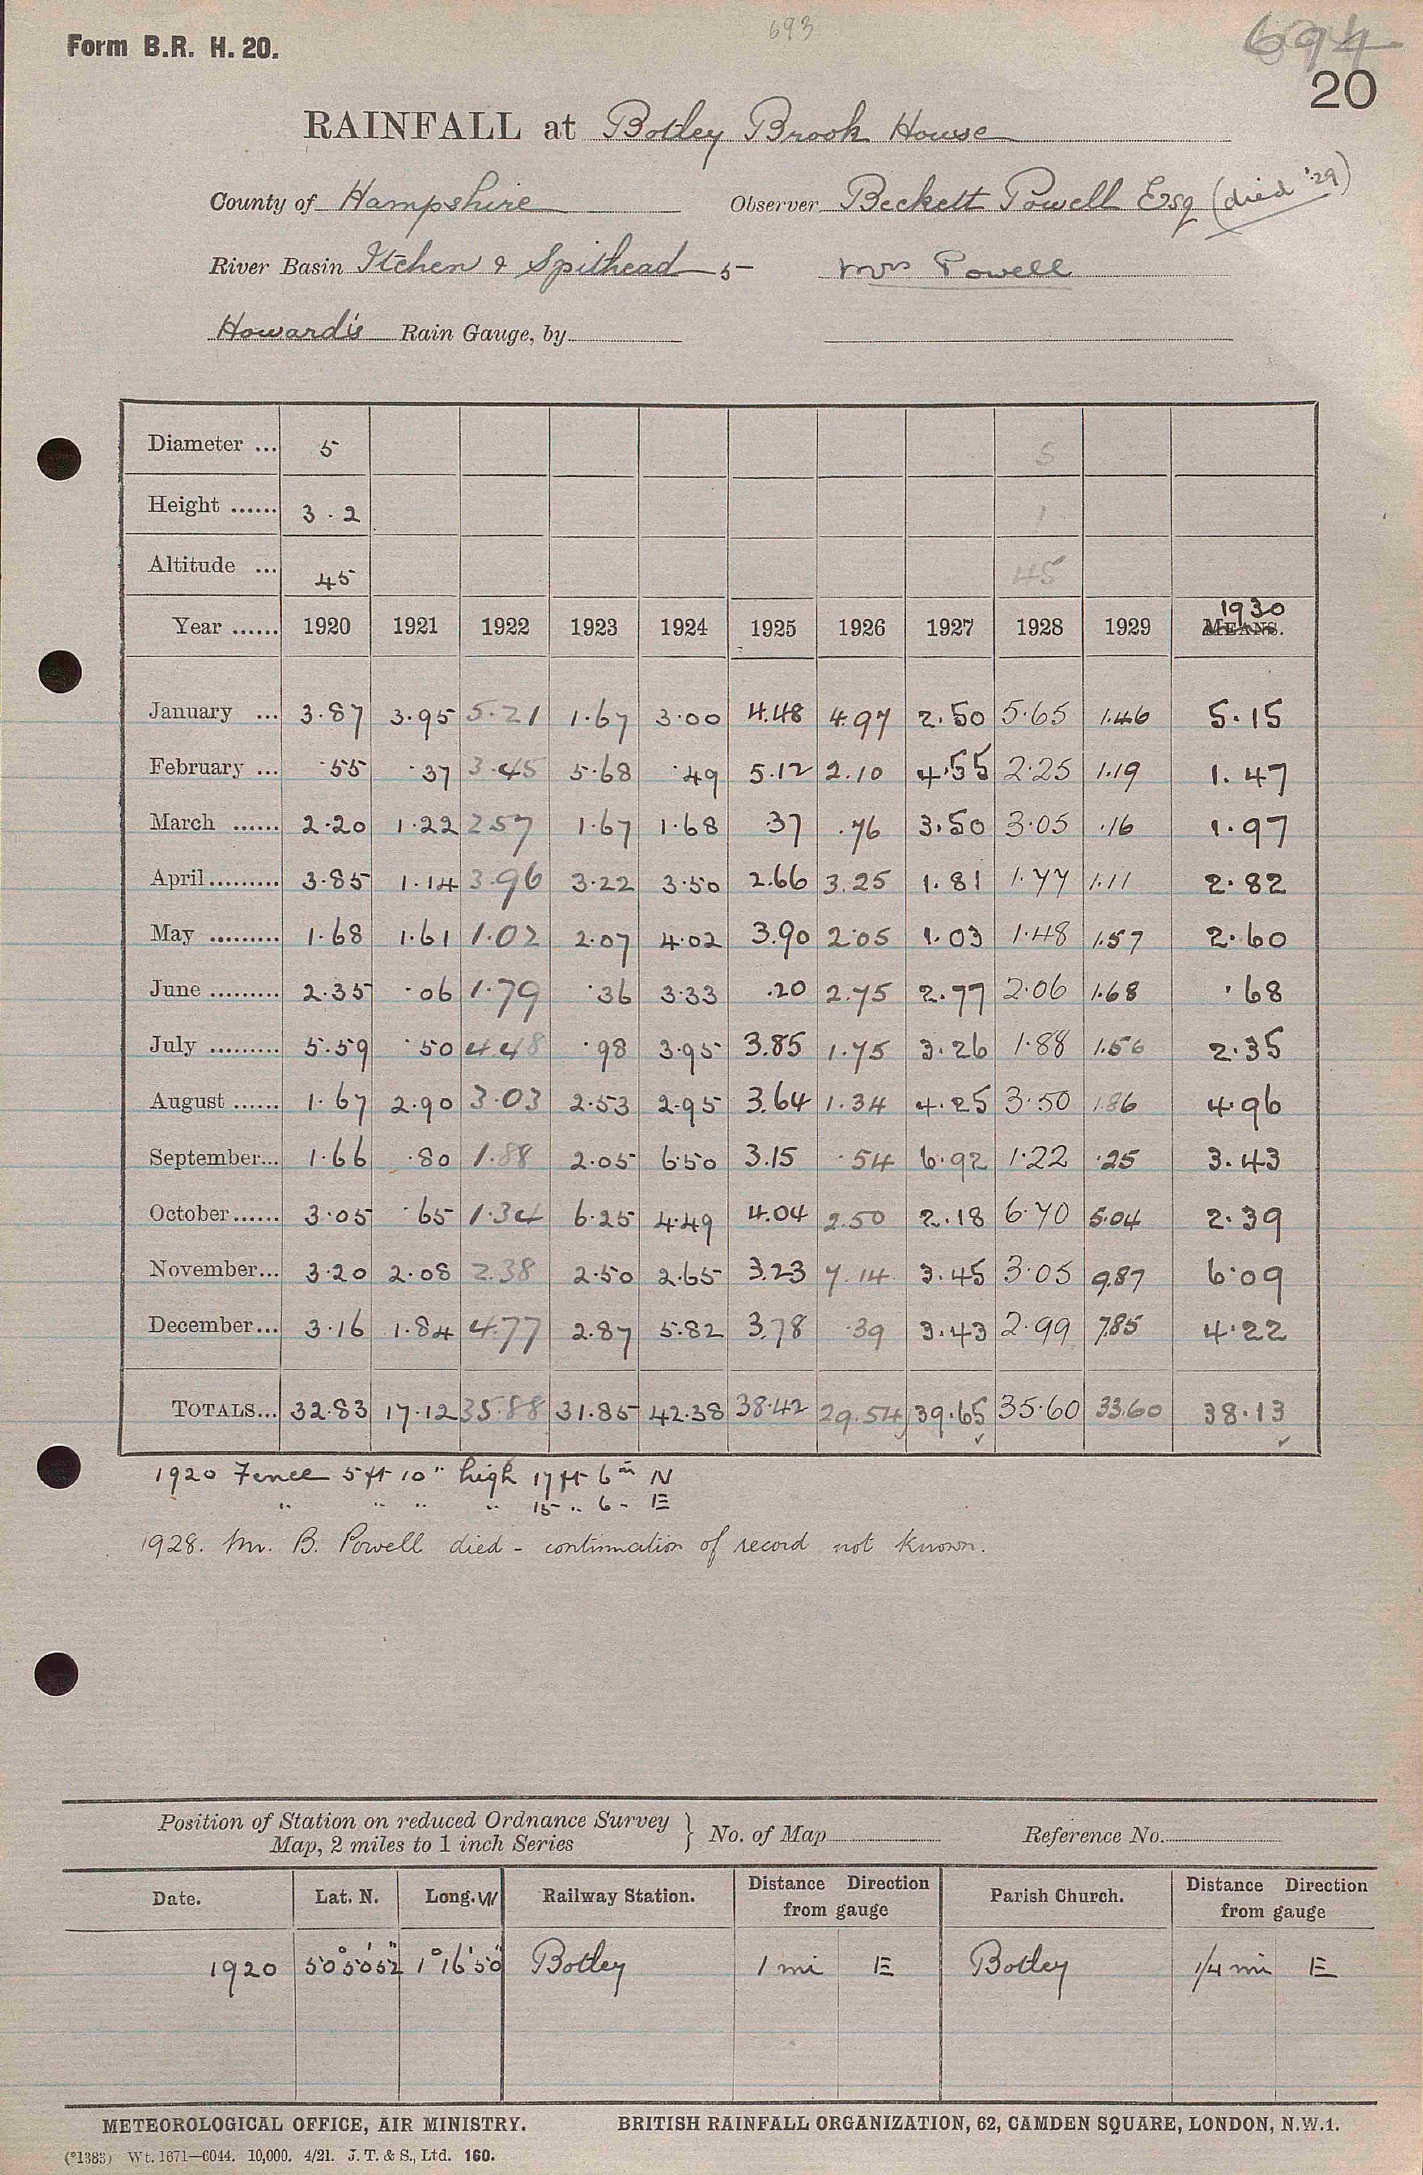 693
694
Form B.R. H. 20.
20
RAINFALL at Botley Brook House
County of Hampshire Observer Beckett Powell Esq (died '29)
River Basin Itchen & Spithead 5 Mrs Powell
Howard's Rain Gauge, by
Diameter ... 5 5
Height ...... 3.2 1
Altitude ... 45 45
1930
Year ...... 1920 1921 1922 1923 1924 1925 1926 1927 1928 1929 MEANS.
January ... 3.87 3.95 5.21 1.67 3.00 4.48 4.97 2.50 5.65 1.46 5.15
February ... .55 .37 3.45 5.68 .49 5.12 2.10 4.55 2.25 1.19 1.47
March ...... 2.20 1.22 2.57 1.67 1.68 .37 .76 3.50 3.05 .16 1.97
April......... 3.85 1.14 3.96 3.22 3.50 2.66 3.25 1.81 1.77 1.11 2.82
May ......... 1.68 1.61 1.02 2.07 4.02 3.90 2.05 1.03 1.48 1.57 2.60
June ......... 2.35 .06 1.79 .36 3.33 .20 2.75 2.77 2.06 1.68 .68
July ......... 5.59 .50 4.48 .98 3.95 3.85 1.75 3.26 1.88 1.56 2.35
August ...... 1.67 2.90 3.03 2.53 2.95 3.64 1.34 4.25 3.50 1.86 4.96
September... 1.66 .80 1.88 2.05 6.50 3.15 .54 6.92 1.22 .25 3.43
October...... 3.05 .65 1.34 6.25 4.49 4.04 2.50 2.18 6.70 5.04 2.39
November... 3.20 2.08 2.38 2.50 2.65 3.23 7.14 3.45 3.05 9.87 6.09
December... 3.16 1.84 4.77 2.87 5.82 3.78 .39 3.43 2.99 7.85 4.22
TOTALS... 32.83 17.12 35.88 31.85 42.38 38.42 29.54 39.65 35.60 33.60 38.13
1920 Fence 5 ft 10" high 17 ft 6 in N
" " " " 15 " 6 " E
1928. Mr. B. Powell died - continuation of record not known.
Position of Station on reduced Ordnance Survey
Map, 2 miles to 1 inch Series } No. of Map Reference No.
Date. Lat. N. Long. W Railway Station. Distance from gauge Direction Parish Church. Distance from gauge Direction
1920 50° 50' 52" 1° 16' 50" Botley 1 mi E Botley 1/4 mi E
METEOROLOGICAL OFFICE, AIR MINISTRY. BRITISH RAINFALL ORGANIZATION, 62, CAMDEN SQUARE, LONDON, N.W.1.
(*1383) Wt. 1671—6044. 10,000. 4/21. J. T. & S., Ltd. 160.